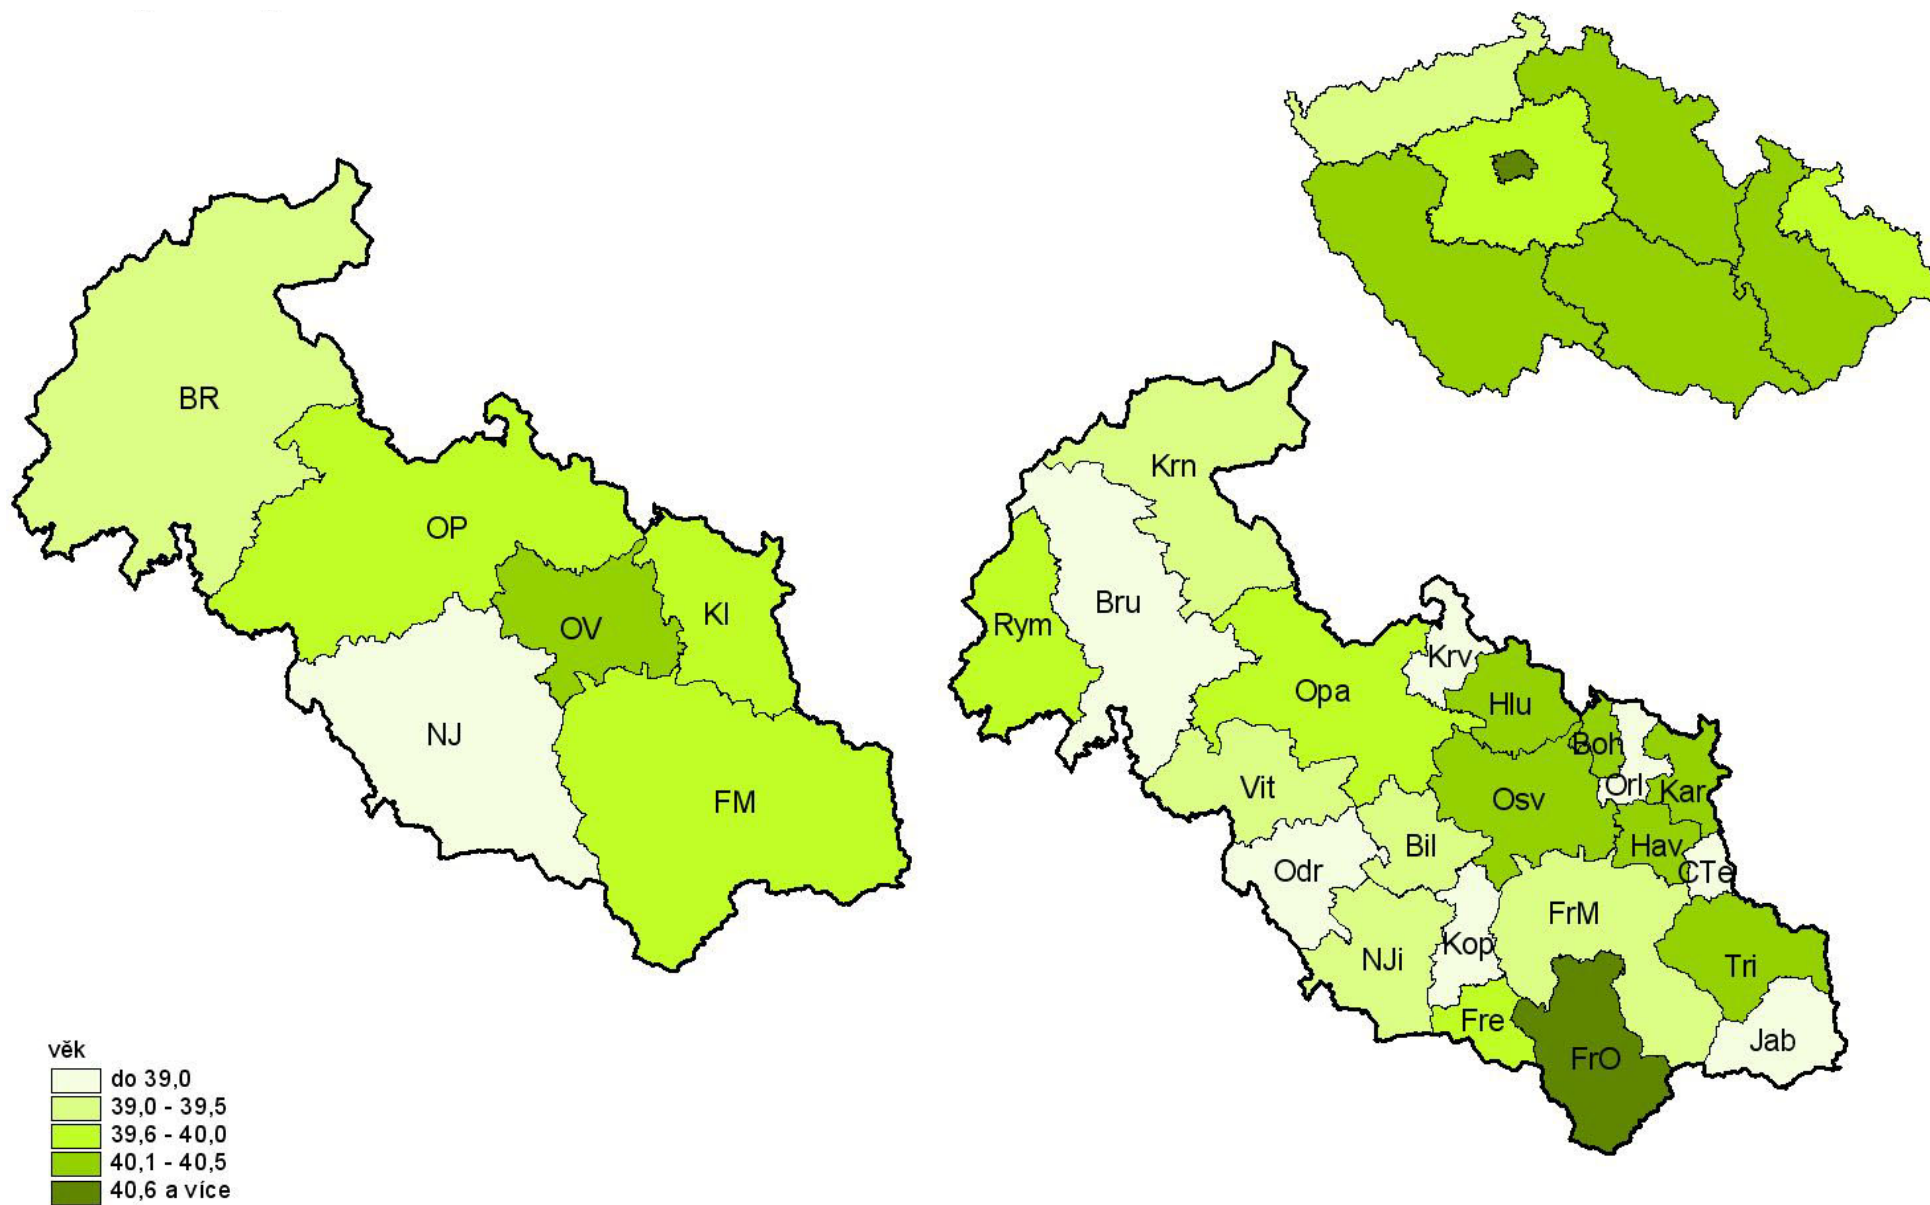 BR
OP
OV
KI
NJ
FM
Krn
Bru
Rym
Krv
Opa
Hlu
Boh
Orl
Kar
Vit
Osv
Bil
Hav
CTe
Odr
FrM
Kop
NJi
Tri
Fre
Jab
FrO
věk
do 39,0
39,0 - 39,5
39,6 - 40,0
40,1 - 40,5
40,6 a více